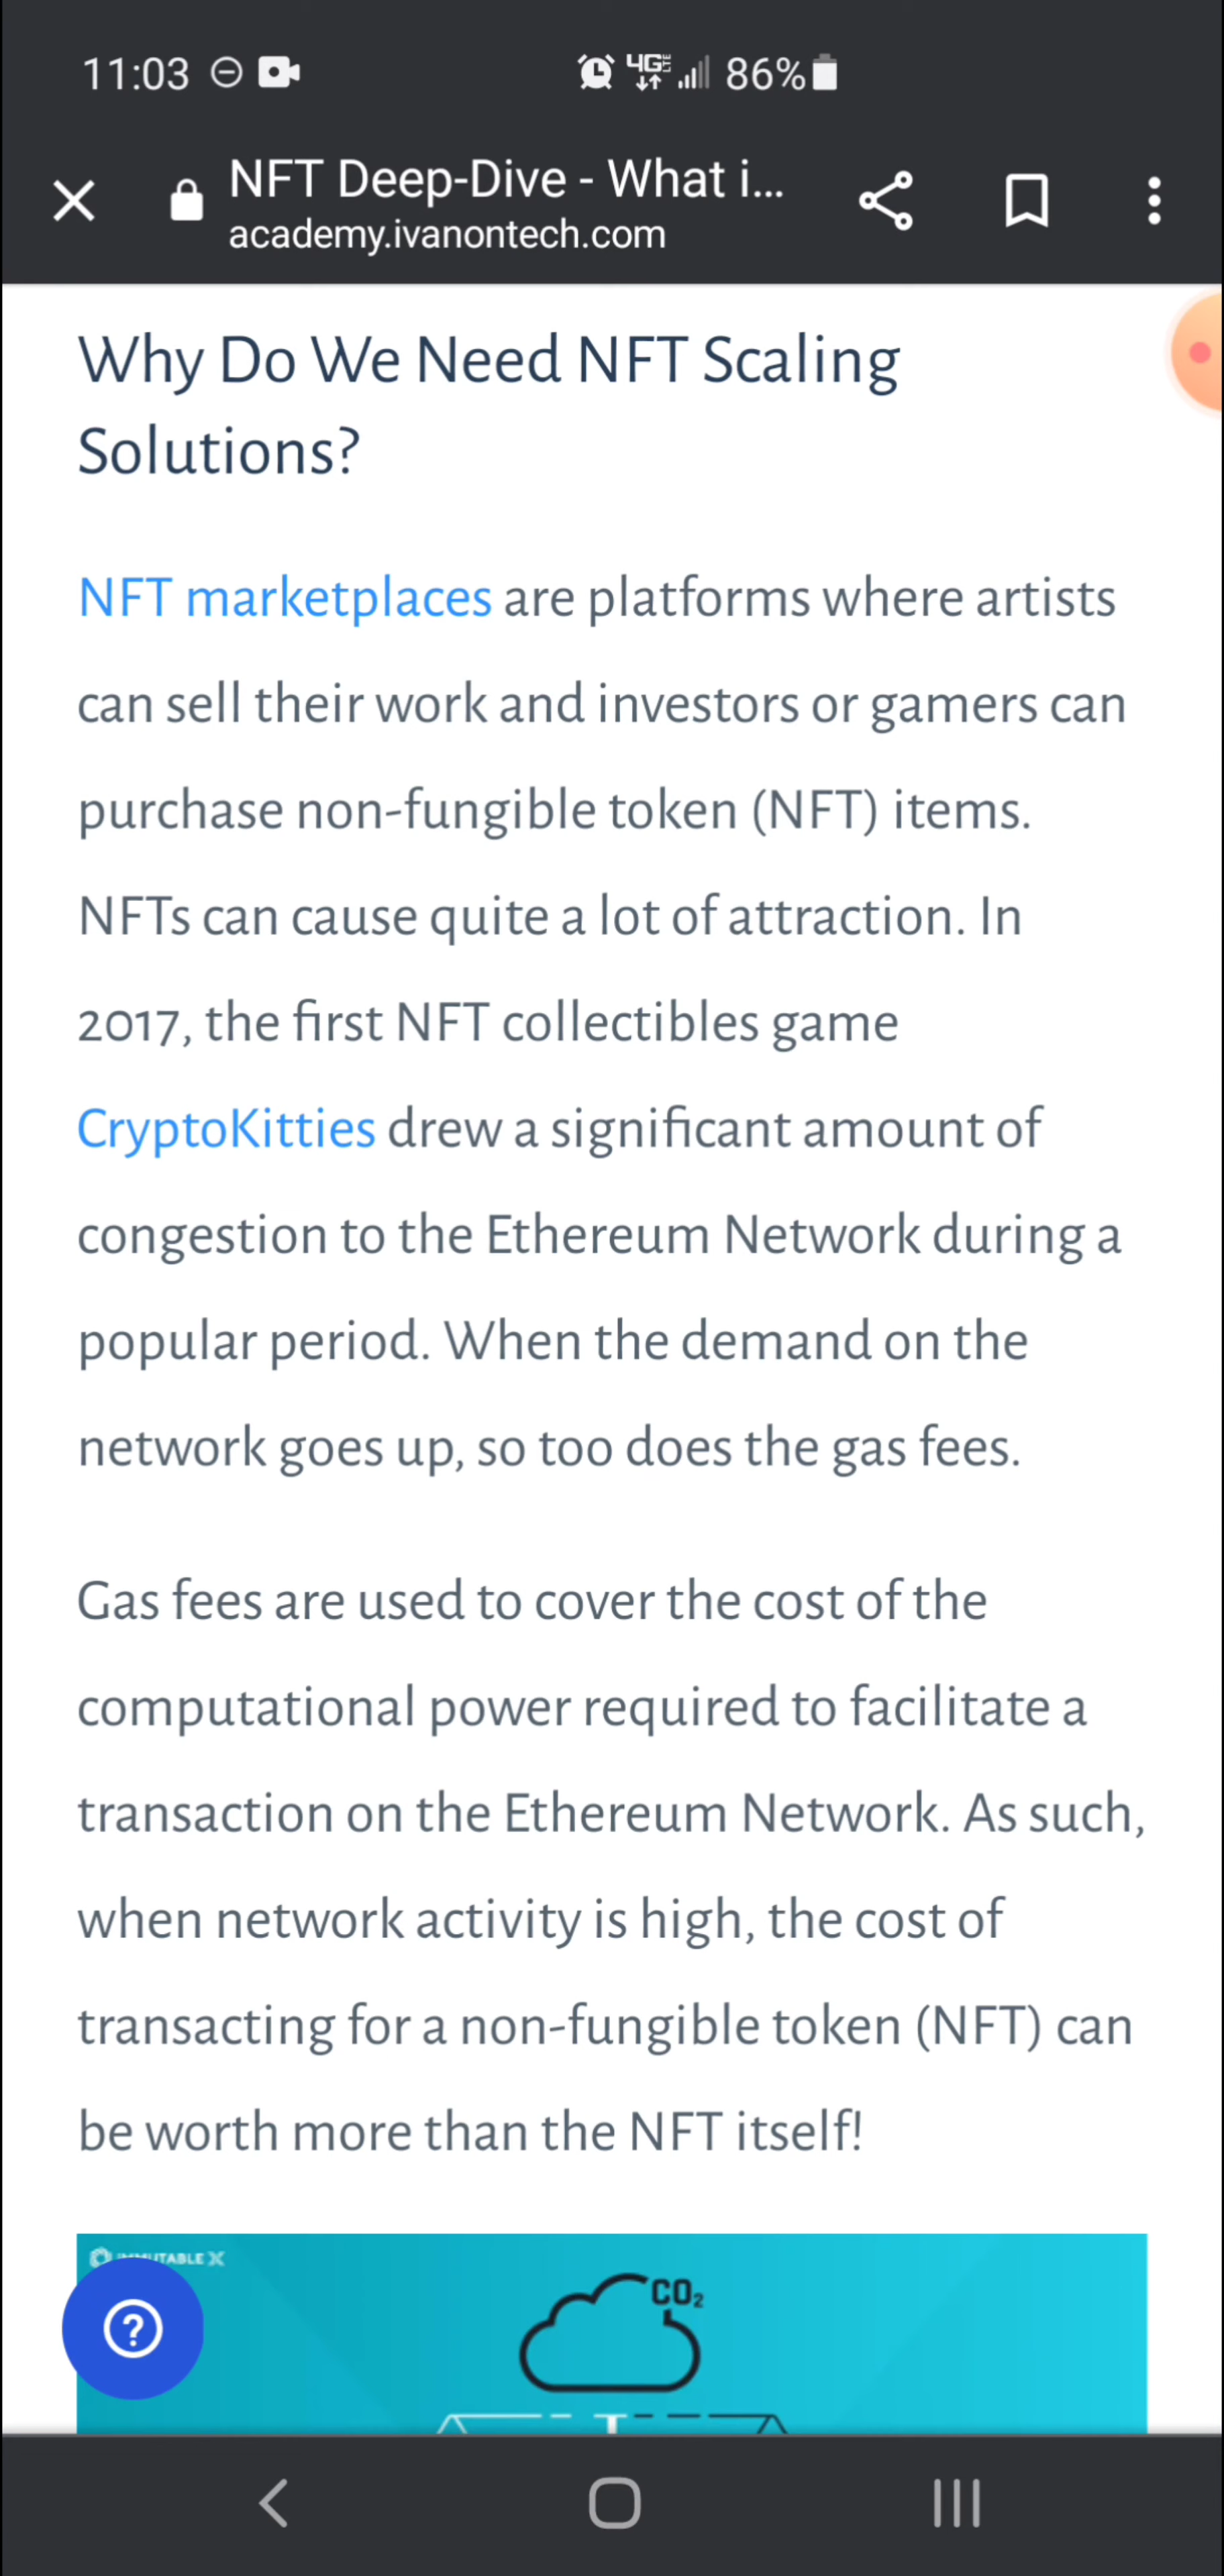 11:03 4G LTE 86%
NFT Deep-Dive - What i...
academy.ivanontech.com
Why Do We Need NFT Scaling
Solutions?
NFT marketplaces are platforms where artists
can sell their work and investors or gamers can
purchase non-fungible token (NFT) items.
NFTs can cause quite a lot of attraction. In
2017, the first NFT collectibles game
CryptoKitties drew a significant amount of
congestion to the Ethereum Network during a
popular period. When the demand on the
network goes up, so too does the gas fees.
Gas fees are used to cover the cost of the
computational power required to facilitate a
transaction on the Ethereum Network. As such,
when network activity is high, the cost of
transacting for a non-fungible token (NFT) can
be worth more than the NFT itself!
X
CO₂
?